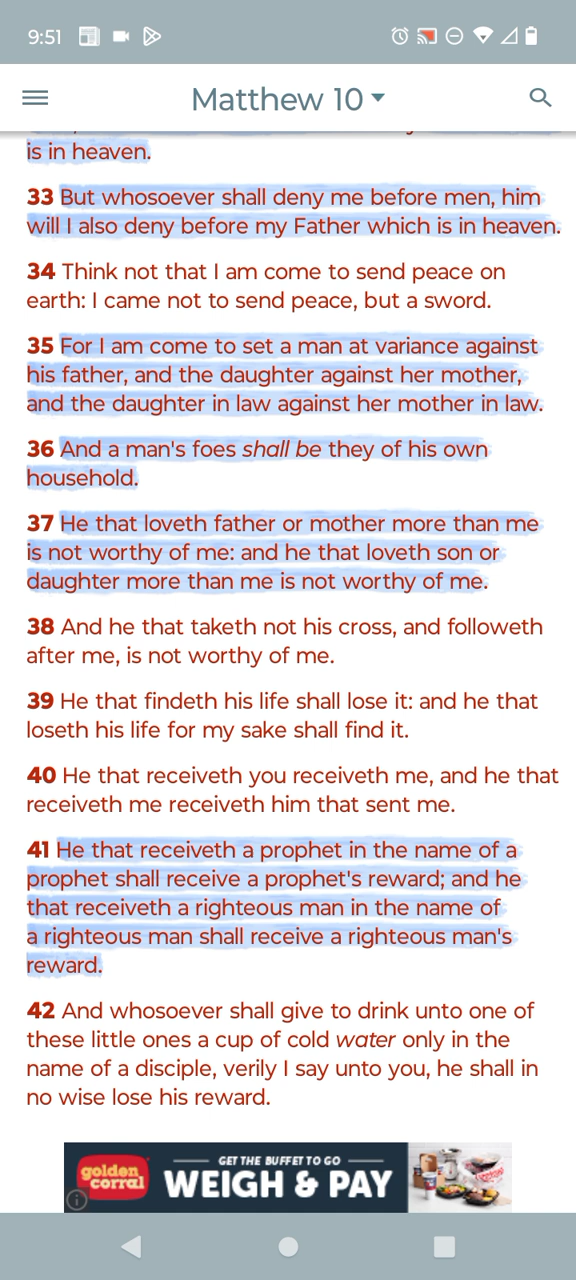 9:51
Matthew 10
is in heaven.
33 But whosoever shall deny me before men, him
will I also deny before my Father which is in heaven.
34 Think not that I am come to send peace on
earth: I came not to send peace, but a sword.
35 For I am come to set a man at variance against
his father, and the daughter against her mother,
and the daughter in law against her mother in law.
36 And a man's foes shall be they of his own
household.
37 He that loveth father or mother more than me
is not worthy of me: and he that loveth son or
daughter more than me is not worthy of me.
38 And he that taketh not his cross, and followeth
after me, is not worthy of me.
39 He that findeth his life shall lose it: and he that
loseth his life for my sake shall find it.
40 He that receiveth you receiveth me, and he that
receiveth me receiveth him that sent me.
41 He that receiveth a prophet in the name of a
prophet shall receive a prophet's reward; and he
that receiveth a righteous man in the name of
a righteous man shall receive a righteous man's
reward.
42 And whosoever shall give to drink unto one of
these little ones a cup of cold water only in the
name of a disciple, verily I say unto you, he shall in
no wise lose his reward.
golden
corral
GET THE BUFFET TO GO
WEIGH & PAY